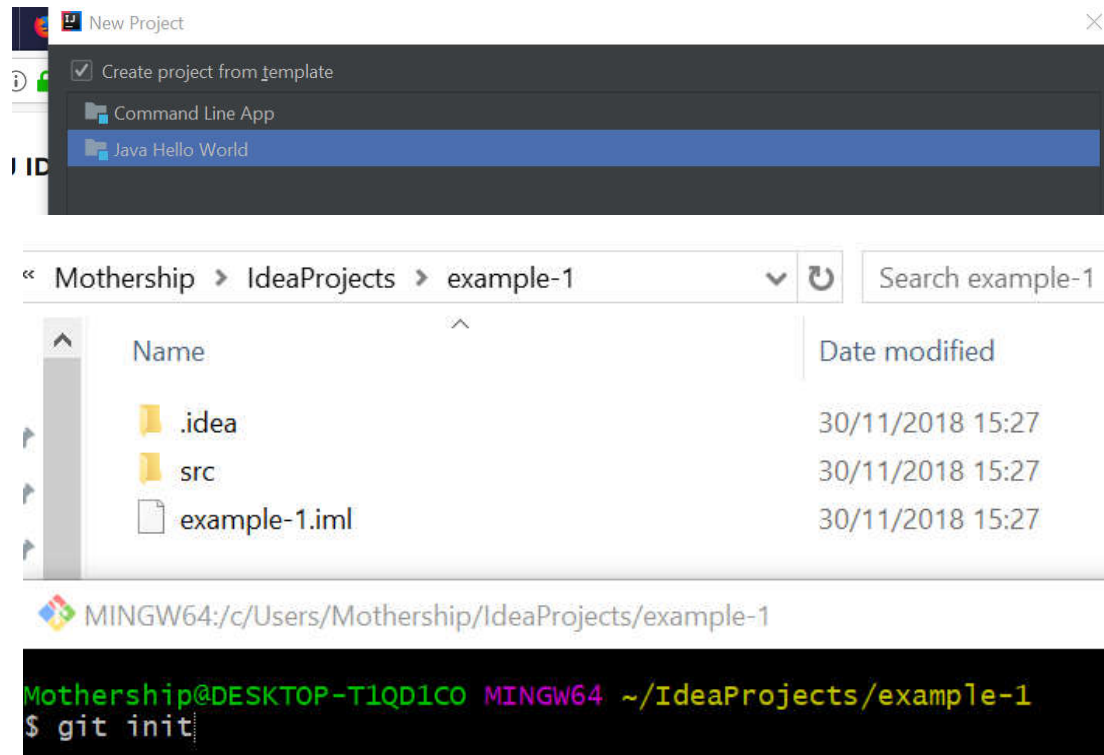 New Project
Create project from template
Command Line App
Java Hello World
J ID
« Mothership > IdeaProjects > example-1
Search example-1
Name
Date modified
.idea
30/11/2018 15:27
src
30/11/2018 15:27
example-1.iml
30/11/2018 15:27
MINGW64:/c/Users/Mothership/IdeaProjects/example-1
Mothership@DESKTOP-T1QD1CO MINGW64 ~/IdeaProjects/example-1
$ git init